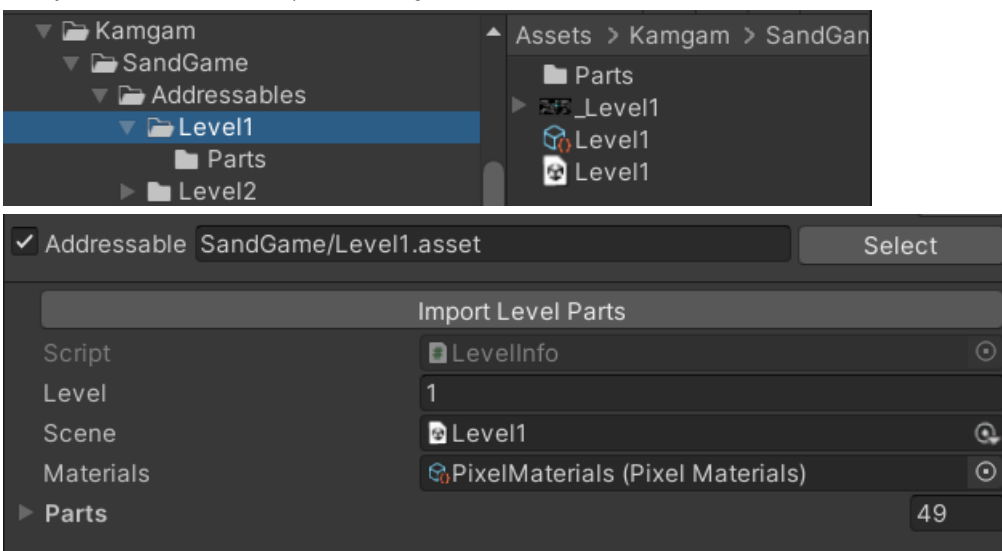 Kamgam
SandGame
Addressables
Level1
Parts
Level2
Assets > Kamgam > SandGam
Parts
_Level1
Level1
Level1
Addressable SandGame/Level1.asset Select
Import Level Parts
Script LevelInfo
Level 1
Scene Level1
Materials PixelMaterials (Pixel Materials)
Parts 49